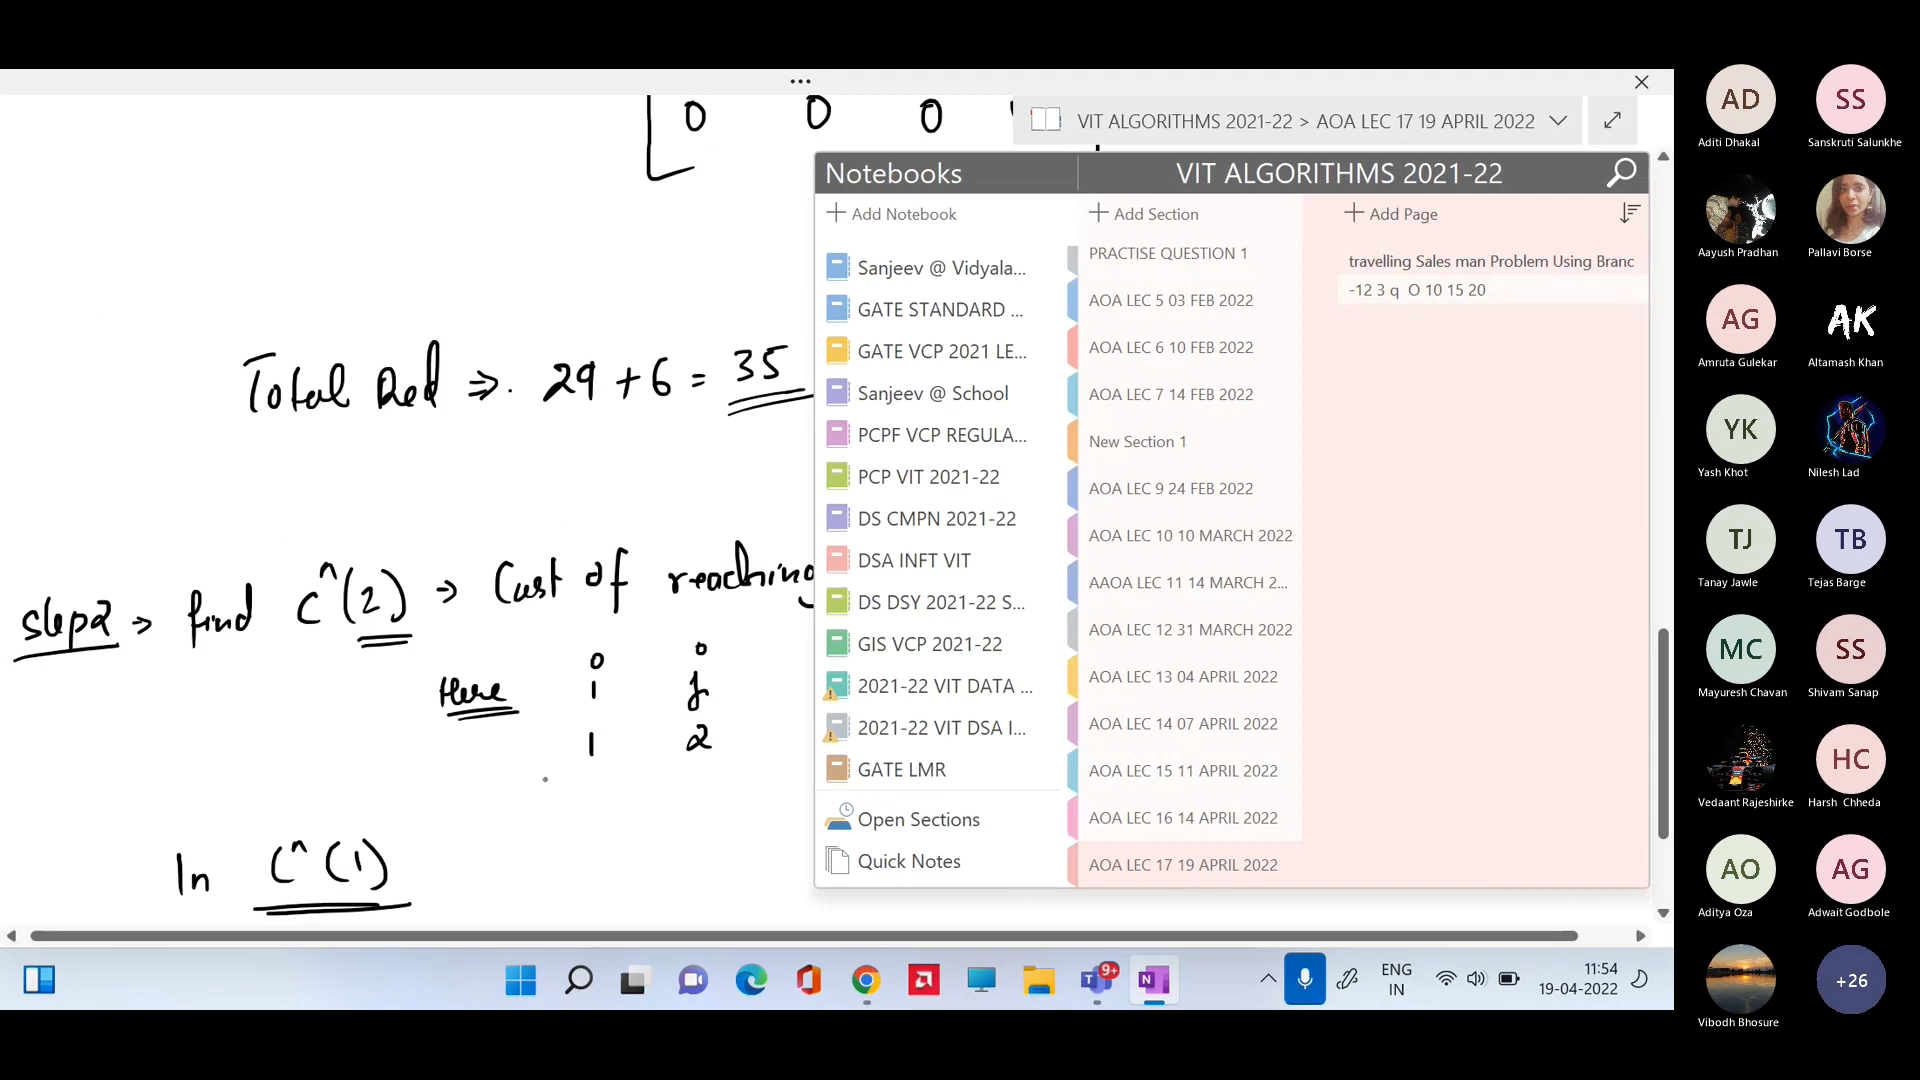 0 0 0
VIT ALGORITHMS 2021-22 > AOA LEC 17 19 APRIL 2022
Notebooks
VIT ALGORITHMS 2021-22
Add Notebook
Add Section
Add Page
Sanjeev @ Vidyala...
GATE STANDARD ...
GATE VCP 2021 LE...
Sanjeev @ School
PCPF VCP REGULA...
PCP VIT 2021-22
DS CMPN 2021-22
DSA INFT VIT
DS DSY 2021-22 S...
GIS VCP 2021-22
2021-22 VIT DATA ...
2021-22 VIT DSA I...
GATE LMR
Open Sections
Quick Notes
PRACTISE QUESTION 1
AOA LEC 5 03 FEB 2022
AOA LEC 6 10 FEB 2022
AOA LEC 7 14 FEB 2022
New Section 1
AOA LEC 9 24 FEB 2022
AOA LEC 10 10 MARCH 2022
AAOA LEC 11 14 MARCH 2...
AOA LEC 12 31 MARCH 2022
AOA LEC 13 04 APRIL 2022
AOA LEC 14 07 APRIL 2022
AOA LEC 15 11 APRIL 2022
AOA LEC 16 14 APRIL 2022
AOA LEC 17 19 APRIL 2022
travelling Sales man Problem Using Branc
-12 3 q O 10 15 20
Total Red => . 29 + 6 = 35
step2 => find C^(2) => Cost of reaching
Here i j
1 2
In C^(1)
9+
ENG
IN
11:54
19-04-2022
AD
Aditi Dhakal
SS
Sanskruti Salunkhe
Aayush Pradhan
Pallavi Borse
AG
Amruta Gulekar
AK
Altamash Khan
YK
Yash Khot
Nilesh Lad
TJ
Tanay Jawle
TB
Tejas Barge
MC
Mayuresh Chavan
SS
Shivam Sanap
Vedaant Rajeshirke
HC
Harsh Chheda
AO
Aditya Oza
AG
Adwait Godbole
Vibodh Bhosure
+26